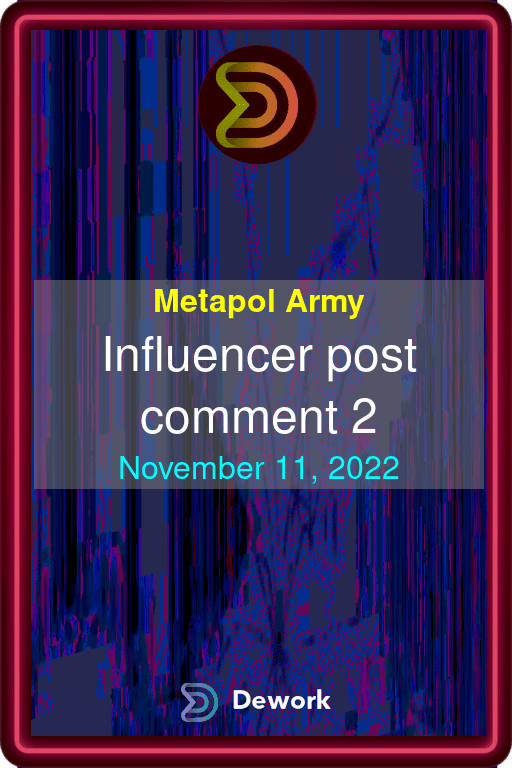 Metapol Army
Influencer post
comment 2
November 11, 2022
Dework